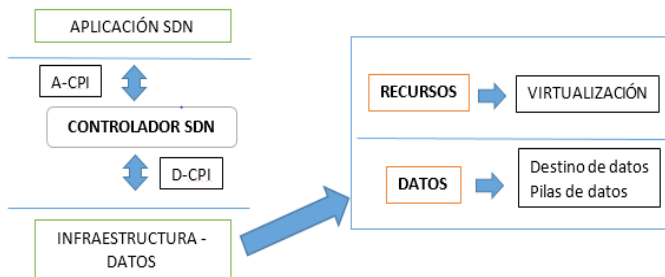 APLICACIÓN SDN
A-CPI
CONTROLADOR SDN
D-CPI
INFRAESTRUCTURA -
DATOS
RECURSOS
VIRTUALIZACIÓN
DATOS
Destino de datos
Pilas de datos